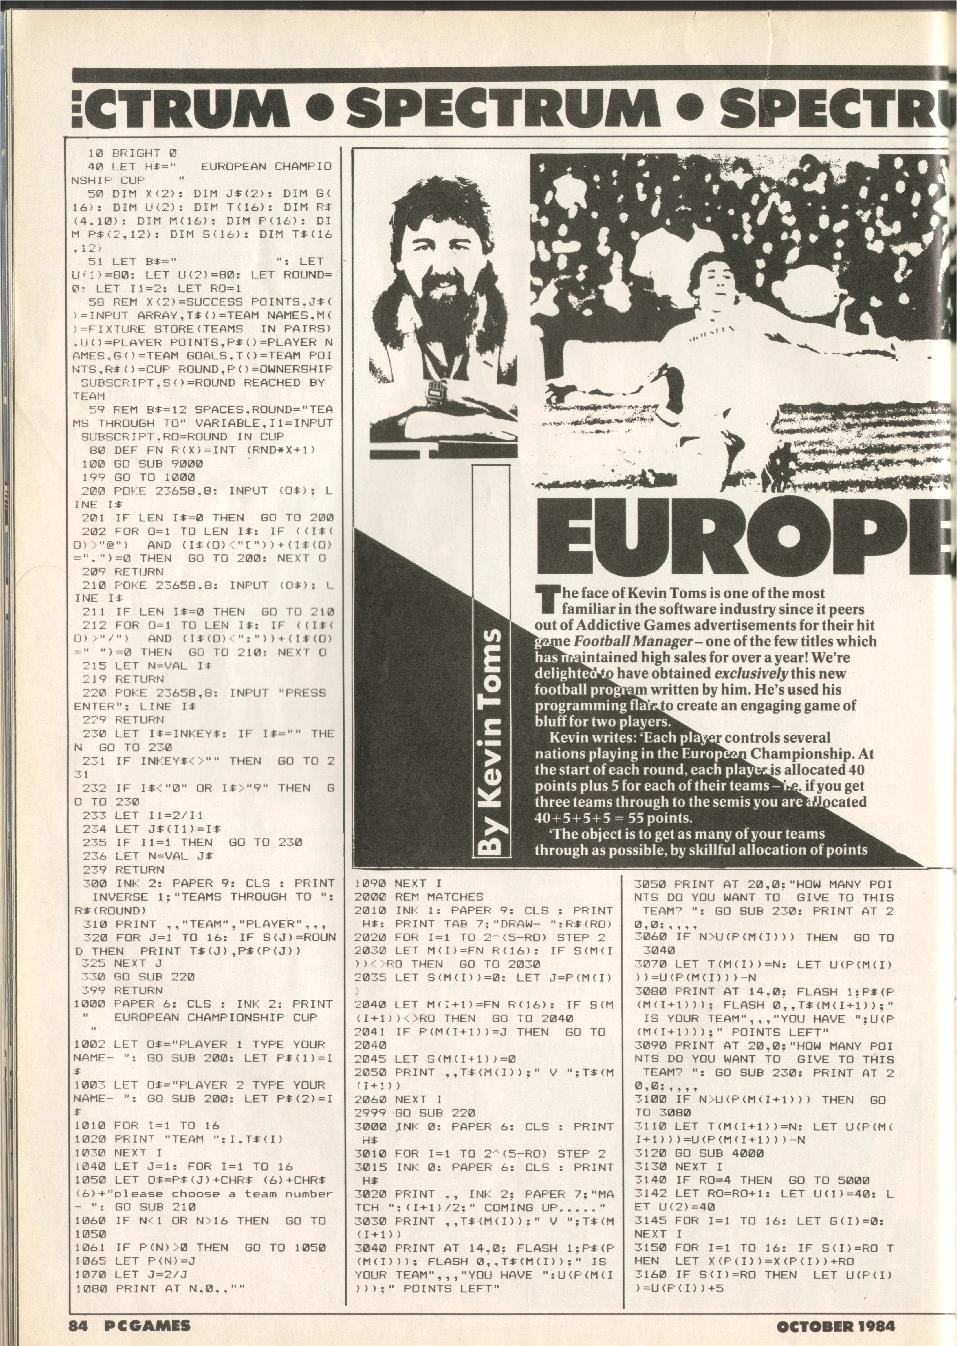 ECTRUM ● SPECTRUM ● SPECTR
10 BRIGHT 0
40 LET H$="    EUROPEAN CHAMPIO
NSHIP CUP     "
50 DIM X(2): DIM J$(2): DIM G(
16): DIM U(2): DIM T(16): DIM R$
(4,10): DIM M(16): DIM P(16): DI
M P$(2,12): DIM S(16): DIM T$(16
,12)
51 LET B$="            ": LET
U(1)=80: LET U(2)=80: LET ROUND=
0: LET I1=2: LET RO=1
58 REM X(2)=SUCCESS POINTS,J$(
)=INPUT ARRAY,T$()=TEAM NAMES,M(
)=FIXTURE STORE(TEAMS  IN PAIRS)
,U()=PLAYER POINTS,P$()=PLAYER N
AMES,G()=TEAM GOALS,T()=TEAM POI
NTS,R$()=CUP ROUND,P()=OWNERSHIP
SUBSCRIPT,S()=ROUND REACHED BY
TEAM
59 REM B$=12 SPACES,ROUND="TEA
MS THROUGH TO" VARIABLE,I1=INPUT
SUBSCRIPT,RO=ROUND IN CUP
80 DEF FN R(X)=INT (RND*X+1)
100 GO SUB 9000
199 GO TO 1000
200 POKE 23658,8: INPUT (O$); L
INE I$
201 IF LEN I$=0 THEN  GO TO 200
202 FOR O=1 TO LEN I$: IF ((I$(
O)>"@")  AND (I$(O)<"["))+(I$(O)
=".")=0 THEN  GO TO 200: NEXT O
209 RETURN
210 POKE 23658,8: INPUT (O$); L
INE I$
211 IF LEN I$=0 THEN  GO TO 210
212 FOR O=1 TO LEN I$: IF ((I$(
O)>"/")  AND (I$(O)<":"))+(I$(O)
=" ")=0 THEN  GO TO 210: NEXT O
215 LET N=VAL I$
219 RETURN
220 POKE 23658,8: INPUT "PRESS
ENTER"; LINE I$
229 RETURN
230 LET I$=INKEY$: IF I$="" THE
N  GO TO 230
231 IF INKEY$<>"" THEN  GO TO 2
31
232 IF I$<"0" OR I$>"9" THEN  G
O TO 230
233 LET I1=2/I1
234 LET J$(I1)=I$
235 IF I1=1 THEN  GO TO 230
236 LET N=VAL J$
239 RETURN
300 INK 2: PAPER 9: CLS : PRINT
INVERSE 1;"TEAMS THROUGH TO ":
R$(ROUND)
310 PRINT ,,"TEAM","PLAYER",,,
320 FOR J=1 TO 16: IF S(J)=ROUN
D THEN  PRINT T$(J),P$(P(J))
325 NEXT J
330 GO SUB 220
399 RETURN
1000 PAPER 6: CLS : INK 2: PRINT
"    EUROPEAN CHAMPIONSHIP CUP
"
1002 LET O$="PLAYER 1 TYPE YOUR
NAME- ": GO SUB 200: LET P$(1)=I
$
1003 LET O$="PLAYER 2 TYPE YOUR
NAME- ": GO SUB 200: LET P$(2)=I
$
1010 FOR I=1 TO 16
1020 PRINT "TEAM ";I,T$(I)
1030 NEXT I
1040 LET J=1: FOR I=1 TO 16
1050 LET O$=P$(J)+CHR$ (6)+CHR$
(6)+"please choose a team number
- ": GO SUB 210
1060 IF N<1 OR N>16 THEN  GO TO
1050
1061 IF P(N)>0 THEN  GO TO 1050
1065 LET P(N)=J
1070 LET J=2/J
1080 PRINT AT N,0,,""
By Kevin Toms
EUROPE
The face of Kevin Toms is one of the most
familiar in the software industry since it peers
out of Addictive Games advertisements for their hit
game Football Manager – one of the few titles which
has maintained high sales for over a year! We're
delighted to have obtained exclusively this new
football program written by him. He's used his
programming flair to create an engaging game of
bluff for two players.
Kevin writes: 'Each player controls several
nations playing in the European Championship. At
the start of each round, each player is allocated 40
points plus 5 for each of their teams – i.e. if you get
three teams through to the semis you are allocated
40+5+5+5 = 55 points.
'The object is to get as many of your teams
through as possible, by skillful allocation of points
1090 NEXT I
2000 REM MATCHES
2010 INK 1: PAPER 9: CLS : PRINT
H$: PRINT TAB 7;"DRAW- ";R$(RO)
2020 FOR I=1 TO 2^(5-RO) STEP 2
2030 LET M(I)=FN R(16): IF S(M(I
))<>RO THEN  GO TO 2030
2035 LET S(M(I))=0: LET J=P(M(I)
)
2040 LET M(I+1)=FN R(16): IF S(M
(I+1))<>RO THEN  GO TO 2040
2041 IF P(M(I+1))=J THEN  GO TO
2040
2045 LET S(M(I+1))=0
2050 PRINT ,,T$(M(I));" V ";T$(M
(I+1))
2060 NEXT I
2999 GO SUB 220
3000 INK 0: PAPER 6: CLS : PRINT
H$
3010 FOR I=1 TO 2^(5-RO) STEP 2
3015 INK 0: PAPER 6: CLS : PRINT
H$
3020 PRINT ,, INK 2; PAPER 7;"MA
TCH ";(I+1)/2;" COMING UP....."
3030 PRINT ,,T$(M(I));" V ";T$(M
(I+1))
3040 PRINT AT 14,0; FLASH 1;P$(P
(M(I))); FLASH 0,,T$(M(I));" IS
YOUR TEAM",,,"YOU HAVE ";U(P(M(I
)));" POINTS LEFT"
3050 PRINT AT 20,0;"HOW MANY POI
NTS DO YOU WANT TO  GIVE TO THIS
TEAM? ": GO SUB 230: PRINT AT 2
0,0;,,,,
3060 IF N>U(P(M(I))) THEN  GO TO
3040
3070 LET T(M(I))=N: LET U(P(M(I)
))=U(P(M(I)))-N
3080 PRINT AT 14,0; FLASH 1;P$(P
(M(I+1))); FLASH 0,,T$(M(I+1));"
IS YOUR TEAM",,,"YOU HAVE ";U(P
(M(I+1)));" POINTS LEFT"
3090 PRINT AT 20,0;"HOW MANY POI
NTS DO YOU WANT TO  GIVE TO THIS
TEAM? ": GO SUB 230: PRINT AT 2
0,0;,,,,
3100 IF N>U(P(M(I+1))) THEN  GO
TO 3080
3110 LET T(M(I+1))=N: LET U(P(M(
I+1)))=U(P(M(I+1)))-N
3120 GO SUB 4000
3130 NEXT I
3140 IF RO=4 THEN  GO TO 5000
3142 LET RO=RO+1: LET U(1)=40: L
ET U(2)=40
3145 FOR I=1 TO 16: LET G(I)=0:
NEXT I
3150 FOR I=1 TO 16: IF S(I)=RO T
HEN  LET X(P(I))=X(P(I))+RO
3160 IF S(I)=RO THEN  LET U(P(I)
)=U(P(I))+5
84 PCGAMES
OCTOBER 1984